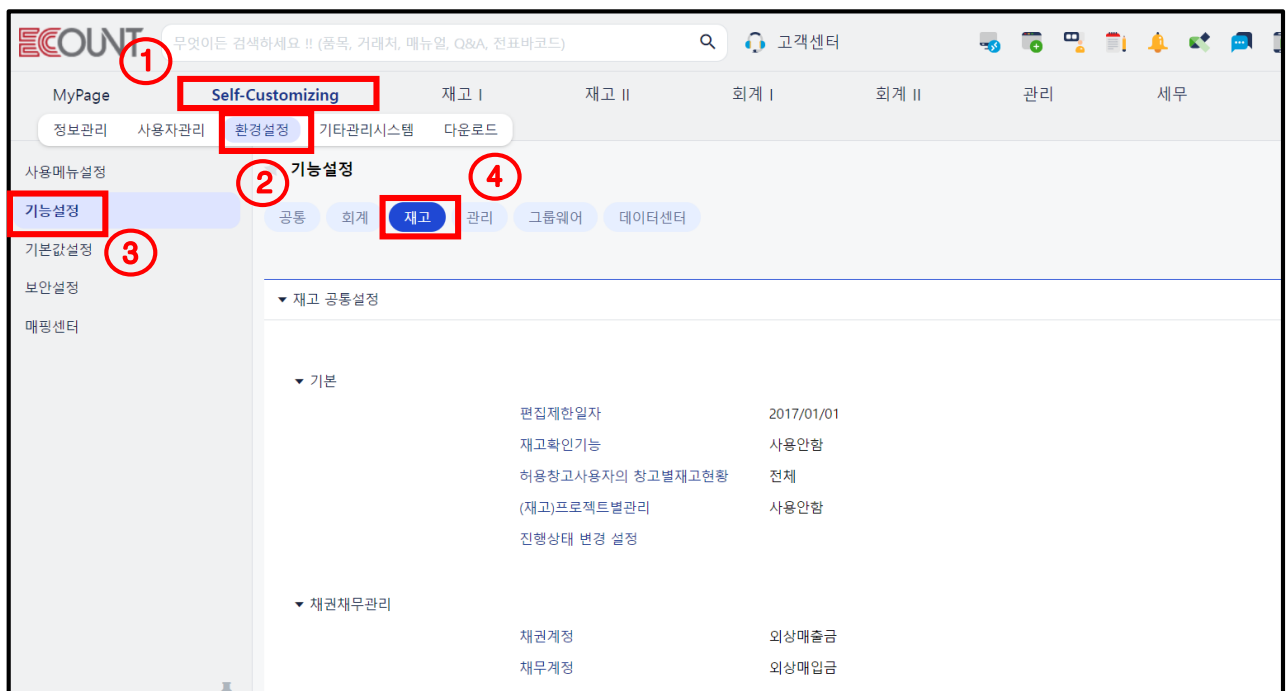 ECOUNT 무엇이든 검색하세요 !! (품목, 거래처, 매뉴얼, Q&A, 전표바코드) 고객센터
①
MyPage Self-Customizing 재고 I 재고 II 회계 I 회계 II 관리 세무
정보관리 사용자관리 환경설정 기타관리시스템 다운로드
사용메뉴설정 ② 기능설정 ④
기능설정 공통 회계 재고 관리 그룹웨어 데이터센터
기본값설정 ③
보안설정 ▼ 재고 공통설정
매핑센터
▼ 기본
편집제한일자 2017/01/01
재고확인기능 사용안함
허용창고사용자의 창고별재고현황 전체
(재고)프로젝트별관리 사용안함
진행상태 변경 설정
▼ 채권채무관리
채권계정 외상매출금
채무계정 외상매입금